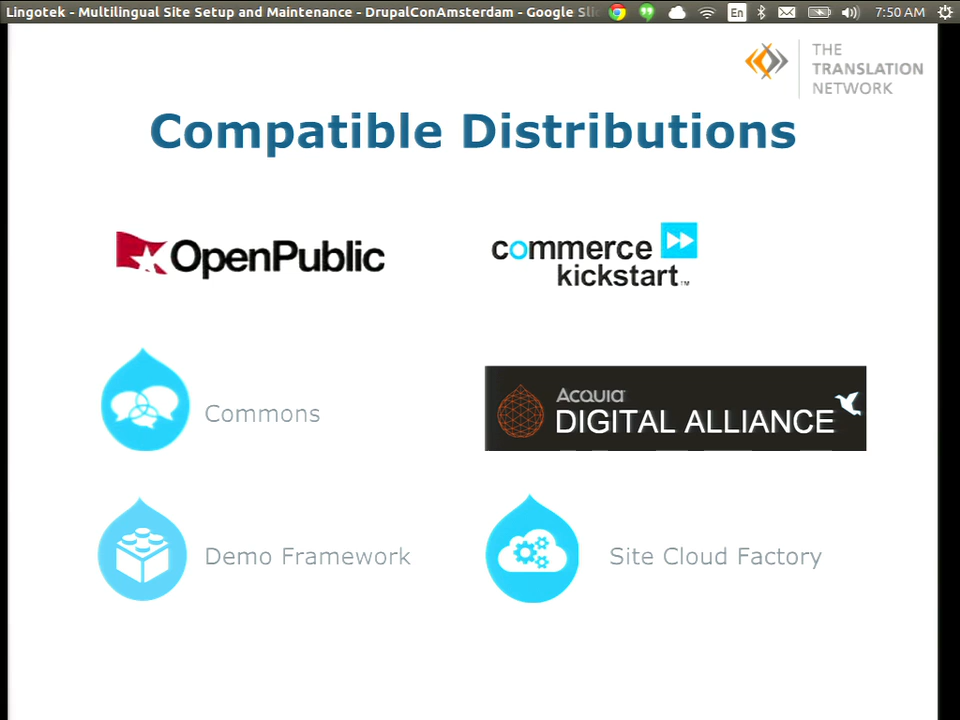 Lingotek - Multilingual Site Setup and Maintenance - DrupalConAmsterdam - Google Sli
En
7:50 AM
THE
TRANSLATION
NETWORK
Compatible Distributions
OpenPublic
commerce
kickstart™
Commons
Acquia
DIGITAL ALLIANCE
Demo Framework
Site Cloud Factory